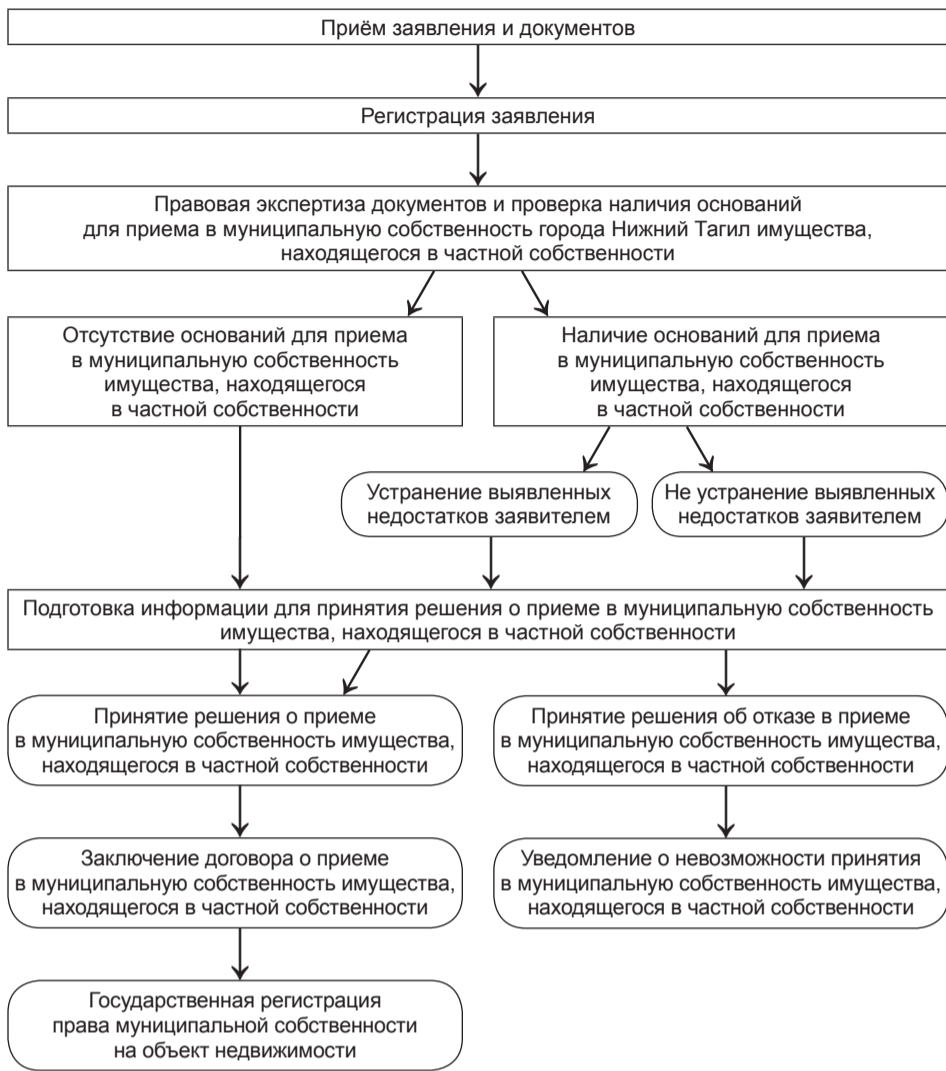 Приём заявления и документов
Регистрация заявления
Правовая экспертиза документов и проверка наличия оснований
для приема в муниципальную собственность города Нижний Тагил имущества,
находящегося в частной собственности
Отсутствие оснований для приема
в муниципальную собственность
имущества, находящегося
в частной собственности
Наличие оснований для приема
в муниципальную собственность
имущества, находящегося
в частной собственности
Устранение выявленных
недостатков заявителем
Не устранение выявленных
недостатков заявителем
Подготовка информации для принятия решения о приеме в муниципальную собственность
имущества, находящегося в частной собственности
Принятие решения о приеме
в муниципальную собственность имущества,
находящегося в частной собственности
Принятие решения об отказе в приеме
в муниципальную собственность имущества,
находящегося в частной собственности
Заключение договора о приеме
в муниципальную собственность имущества,
находящегося в частной собственности
Уведомление о невозможности принятия
в муниципальную собственность имущества,
находящегося в частной собственности
Государственная регистрация
права муниципальной собственности
на объект недвижимости